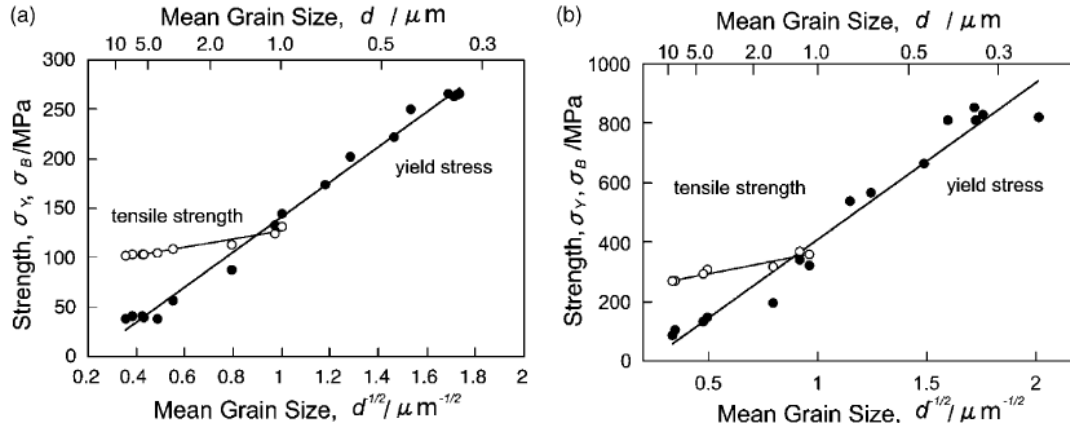 (a)
Mean Grain Size, d / μm
10 5.0 2.0 1.0 0.5 0.3
300
250
200
150
100
50
0
Strength, σY, σB /MPa
yield stress
tensile strength
0.2 0.4 0.6 0.8 1 1.2 1.4 1.6 1.8 2
Mean Grain Size, d^1/2 / μm^-1/2
(b)
Mean Grain Size, d / μm
10 5.0 2.0 1.0 0.5 0.3
1000
800
600
400
200
0
Strength, σY, σB /MPa
tensile strength
yield stress
0.5 1 1.5 2
Mean Grain Size, d^1/2 / μm^-1/2